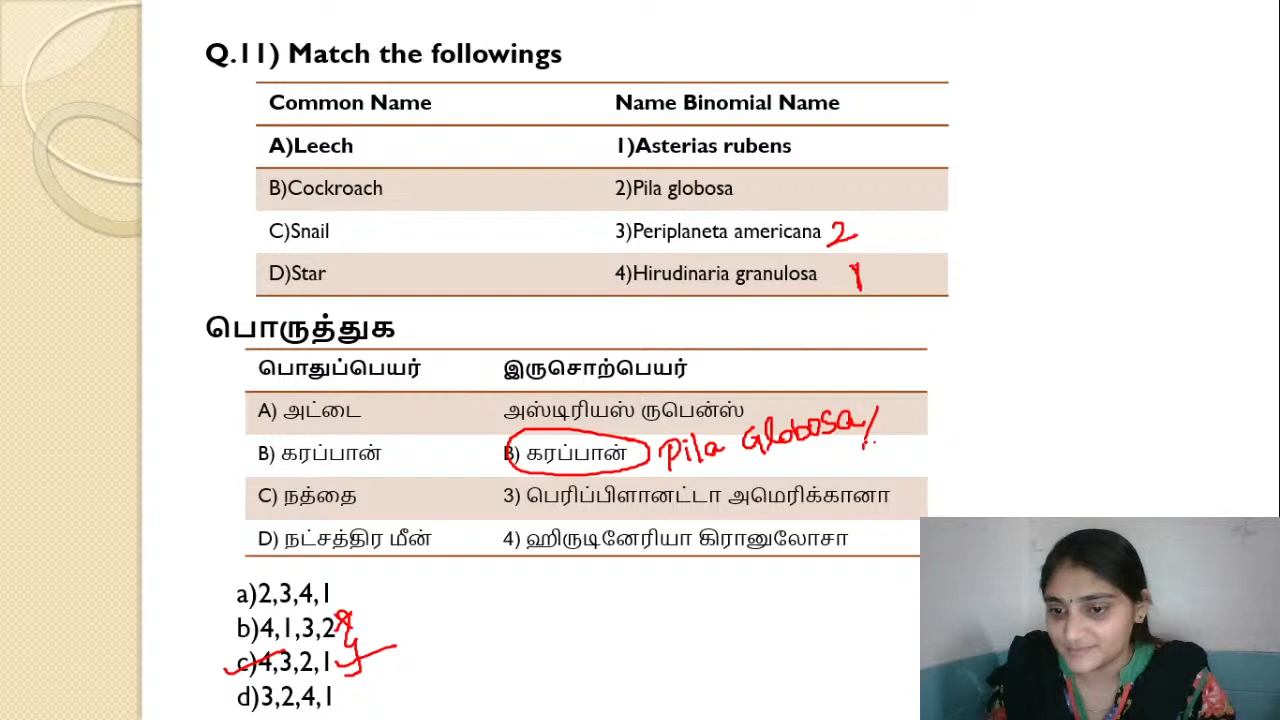 Q.11) Match the followings
Common Name Name Binomial Name
A)Leech 1)Asterias rubens
B)Cockroach 2)Pila globosa
C)Snail 3)Periplaneta americana 2
D)Star 4)Hirudinaria granulosa 1
பொருத்துக
பொதுப்பெயர் இருசொற்பெயர்
A) அட்டை அஸ்டிரியஸ் ருபென்ஸ்
B) கரப்பான் B) கரப்பான் Pila Globosa
C) நத்தை 3) பெரிப்பிளானட்டா அமெரிக்கானா
D) நட்சத்திர மீன் 4) ஹிருடினேரியா கிரானுலோசா
a)2,3,4,1
b)4,1,3,2
c)4,3,2,1
d)3,2,4,1